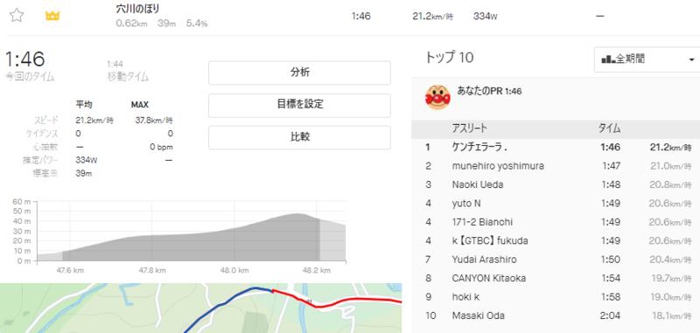 穴川のぼり
0.62km 39m 5.4%
1:46 21.2km/時 334W —
1:46
今回のタイム
1:44
移動タイム
平均 MAX
スピード 21.2km/時 37.8km/時
ケイデンス 0 0
心拍数 — 0 bpm
推定パワー 334W —
標高差 39m
分析
目標を設定
比較
60 m
50 m
40 m
30 m
20 m
10 m
0 m
47.6 km 47.8 km 48.0 km 48.2 km
トップ 10
全期間
あなたのPR 1:46
アスリート タイム
1 ケンチェラーラ . 1:46 21.2km/時
2 munehiro yoshimura 1:47 21.0km/時
3 Naoki Ueda 1:48 20.8km/時
4 yuto N 1:49 20.6km/時
4 171-2 Bianchi 1:49 20.6km/時
4 k【GTBC】fukuda 1:49 20.6km/時
7 Yudai Arashiro 1:50 20.4km/時
8 CANYON Kitaoka 1:54 19.7km/時
9 hoki k 1:58 19.0km/時
10 Masaki Oda 2:04 18.1km/時